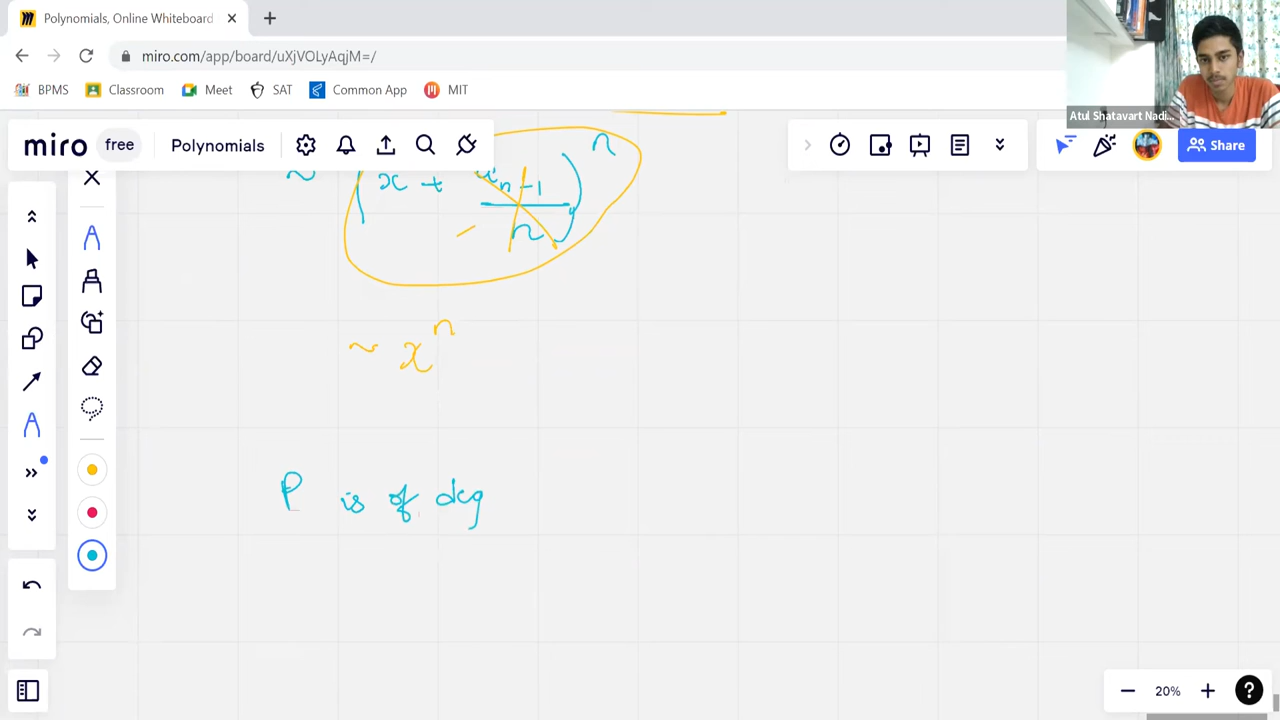 Polynomials, Online Whiteboard
miro.com/app/board/uXjVOLyAqjM=/
BPMS Classroom Meet SAT Common App MIT
Atul Shatavart Nadi...
miro free Polynomials
Share
~ (x + n-1 / n)^n
~ x^n
P is of deg
20%